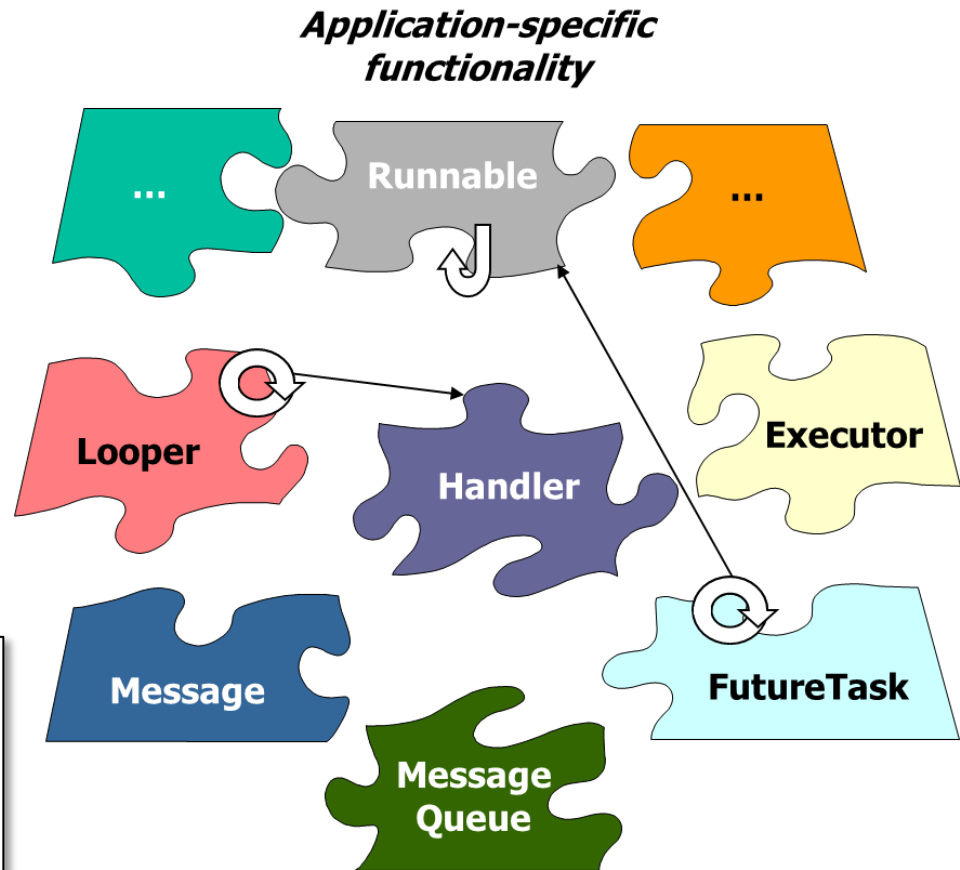 Application-specific
functionality
...
Runnable
...
Looper
Handler
Executor
Message
FutureTask
Message
Queue